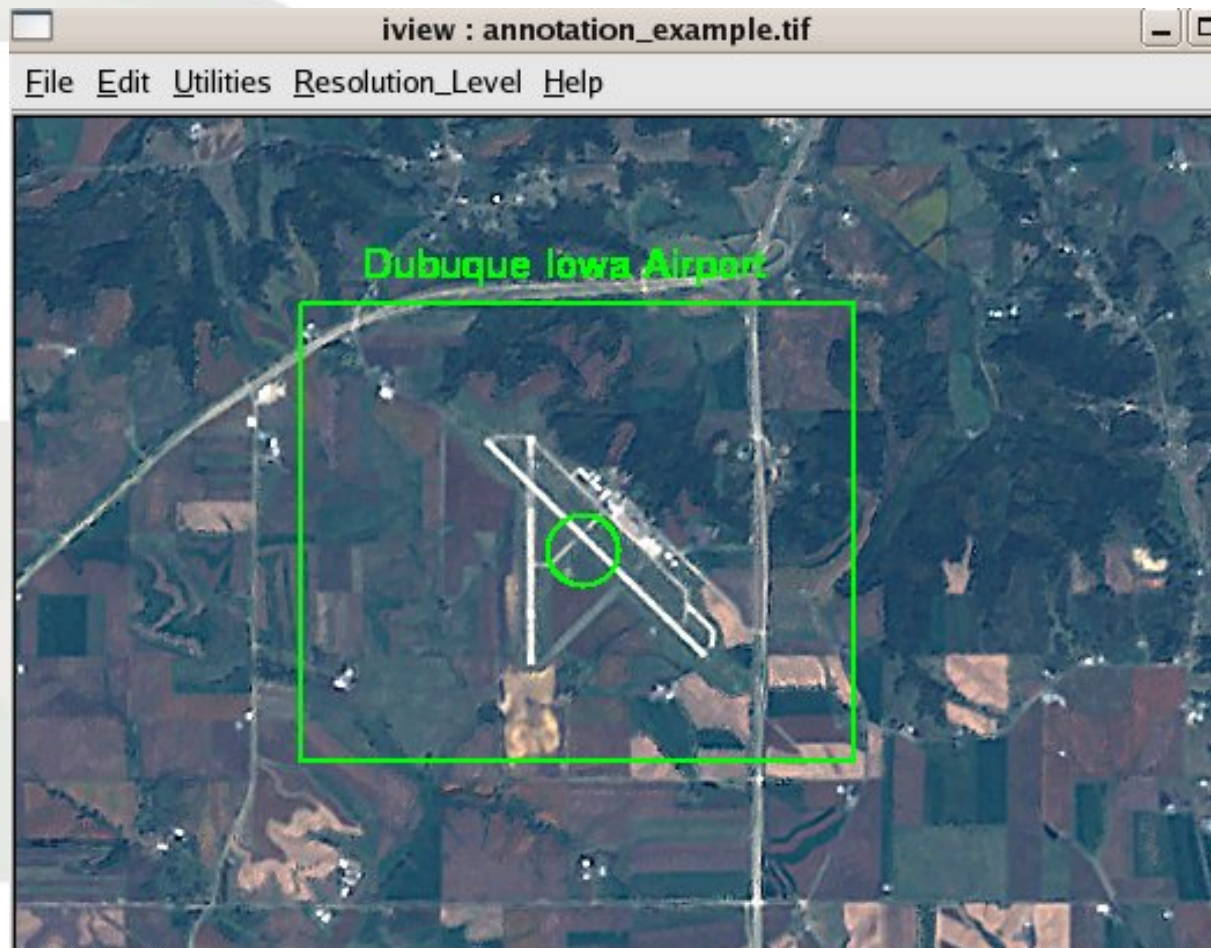 iview : annotation_example.tif
File Edit Utilities Resolution_Level Help
Dubuque Iowa Airport